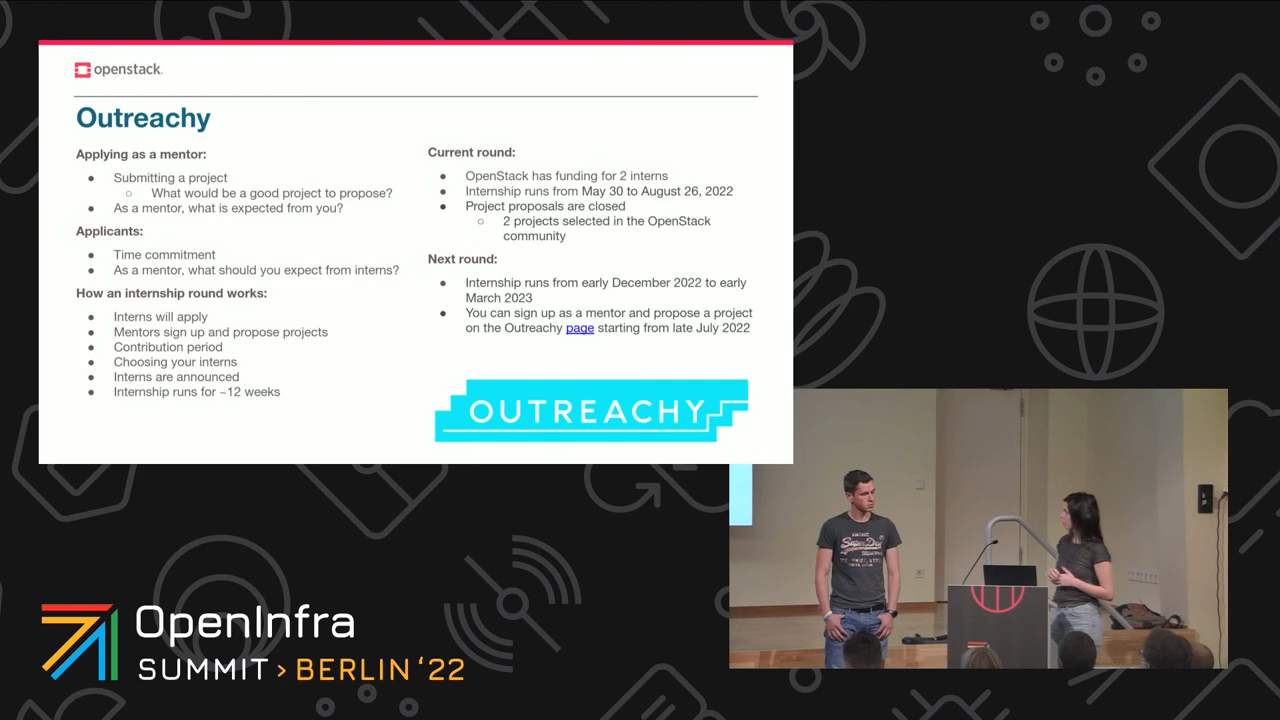 openstack.
Outreachy
Applying as a mentor:
● Submitting a project
○ What would be a good project to propose?
● As a mentor, what is expected from you?
Applicants:
● Time commitment
● As a mentor, what should you expect from interns?
How an internship round works:
● Interns will apply
● Mentors sign up and propose projects
● Contribution period
● Choosing your interns
● Interns are announced
● Internship runs for ~12 weeks
Current round:
● OpenStack has funding for 2 interns
● Internship runs from May 30 to August 26, 2022
● Project proposals are closed
○ 2 projects selected in the OpenStack
community
Next round:
● Internship runs from early December 2022 to early
March 2023
● You can sign up as a mentor and propose a project
on the Outreachy page starting from late July 2022
OUTREACHY
OpenInfra
SUMMIT > BERLIN ‘22